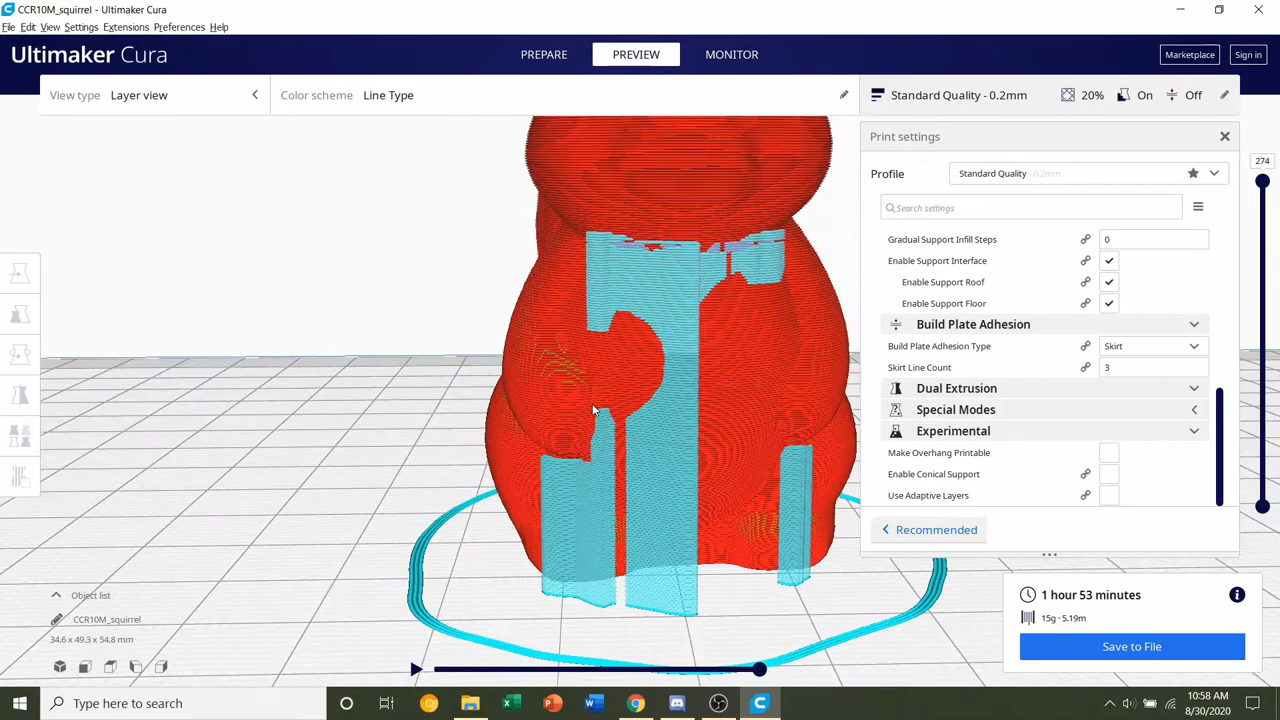 CCR10M_squirrel - Ultimaker Cura
File Edit View Settings Extensions Preferences Help
Ultimaker Cura
PREPARE
PREVIEW
MONITOR
Marketplace
Sign in
View type Layer view
Color scheme Line Type
Standard Quality - 0.2mm
20%
On
Off
Print settings
274
Profile
Standard Quality - 0.2mm
Search settings
Gradual Support Infill Steps 0
Enable Support Interface
Enable Support Roof
Enable Support Floor
Build Plate Adhesion
Build Plate Adhesion Type Skirt
Skirt Line Count 3
Dual Extrusion
Special Modes
Experimental
Make Overhang Printable
Enable Conical Support
Use Adaptive Layers
Recommended
Object list
CCR10M_squirrel
34.6 x 49.3 x 54.8 mm
1 hour 53 minutes
15g · 5.19m
Save to File
Type here to search
10:58 AM
8/30/2020